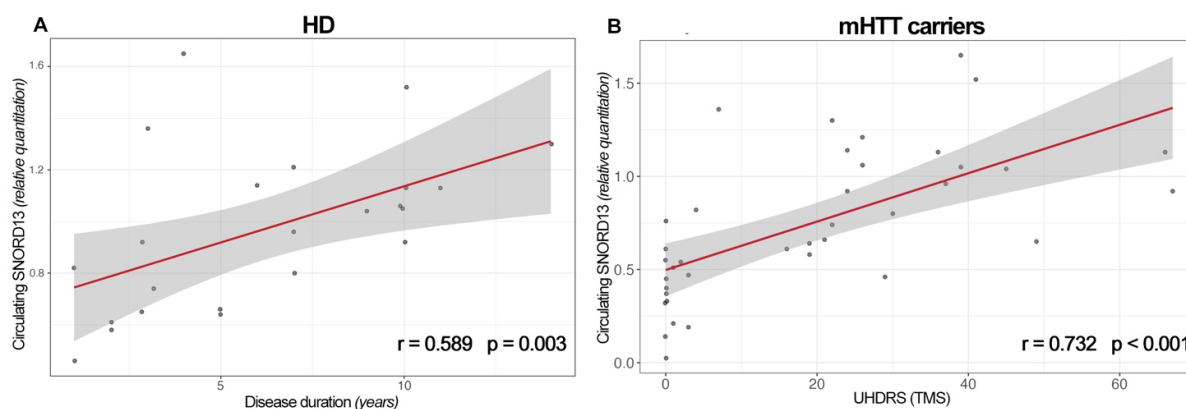 A
HD
Circulating SNORD13 (relative quantitation)
1.6
1.2
0.8
r = 0.589 p = 0.003
5
10
Disease duration (years)
B
mHTT carriers
Circulating SNORD13 (relative quantitation)
1.5
1.0
0.5
0.0
r = 0.732 p < 0.001
0
20
40
60
UHDRS (TMS)